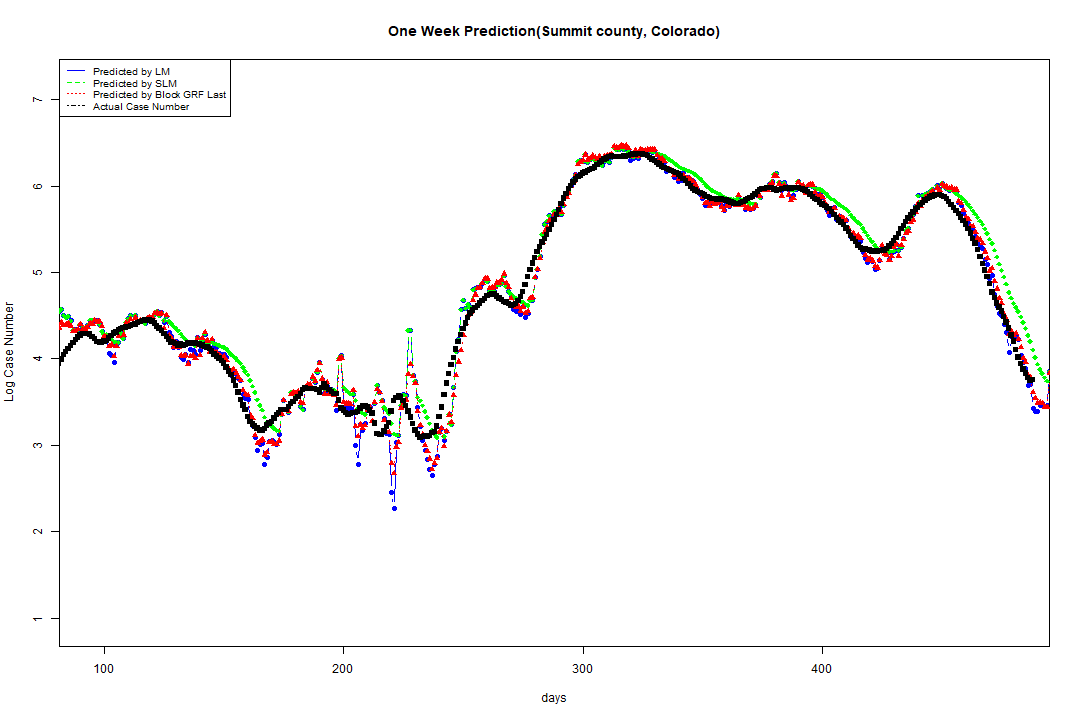 One Week Prediction(Summit county, Colorado)
Predicted by LM
Predicted by SLM
Predicted by Block GRF Last
Actual Case Number
7
6
5
4
3
2
1
Log Case Number
100
200
300
400
days